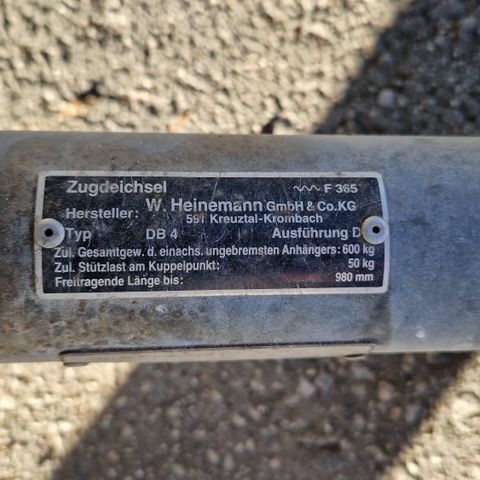 Zugdeichsel F 365
Hersteller: W. Heinemann GmbH & Co.KG
591 Kreuztal-Krombach
Typ DB 4 Ausführung D
Zul. Gesamtgew. d. einachs. ungebremsten Anhängers: 600 kg
Zul. Stützlast am Kuppelpunkt: 50 kg
Freitragende Länge bis: 980 mm